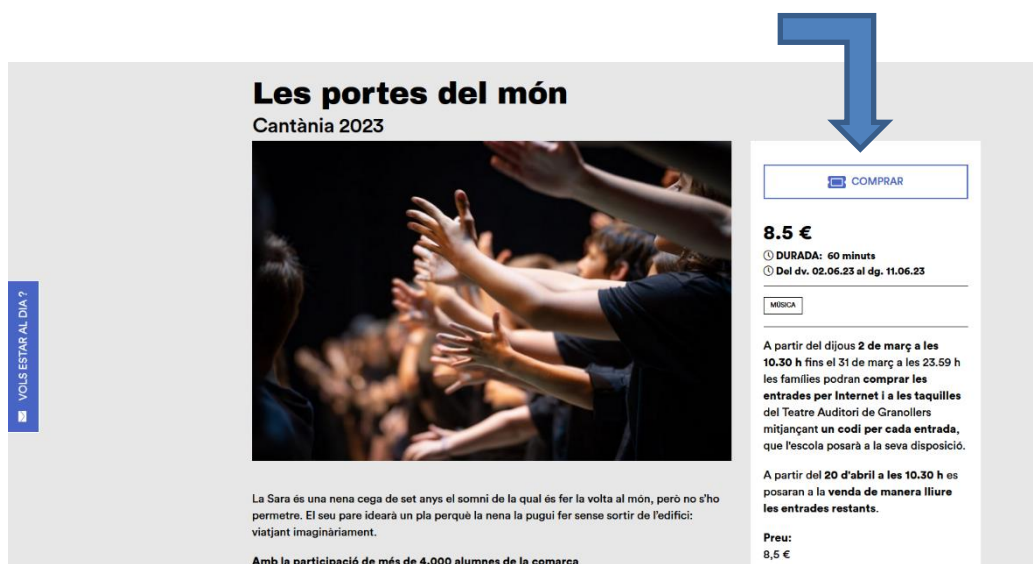 Les portes del món
Cantània 2023
COMPRAR
8.5 €
DURADA: 60 minuts
Del dv. 02.06.23 al dg. 11.06.23
MÚSICA
A partir del dijous 2 de març a les
10.30 h fins el 31 de març a les 23.59 h
les famílies podran comprar les
entrades per Internet i a les taquilles
del Teatre Auditori de Granollers
mitjançant un codi per cada entrada,
que l'escola posarà a la seva disposició.
A partir del 20 d'abril a les 10.30 h es
posaran a la venda de manera lliure
les entrades restants.
Preu:
8,5 €
VOLS ESTAR AL DIA ?
La Sara és una nena cega de set anys el somni de la qual és fer la volta al món, però no s'ho
permetre. El seu pare idearà un pla perquè la nena la pugui fer sense sortir de l'edifici:
viatjant imaginàriament.
Amb la participació de més de 4.000 alumnes de la comarca